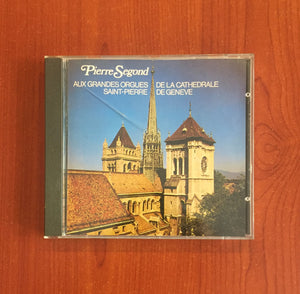 Pierre Segond
AUX GRANDES ORGUES DE LA CATHEDRALE
SAINT-PIERRE DE GENEVE